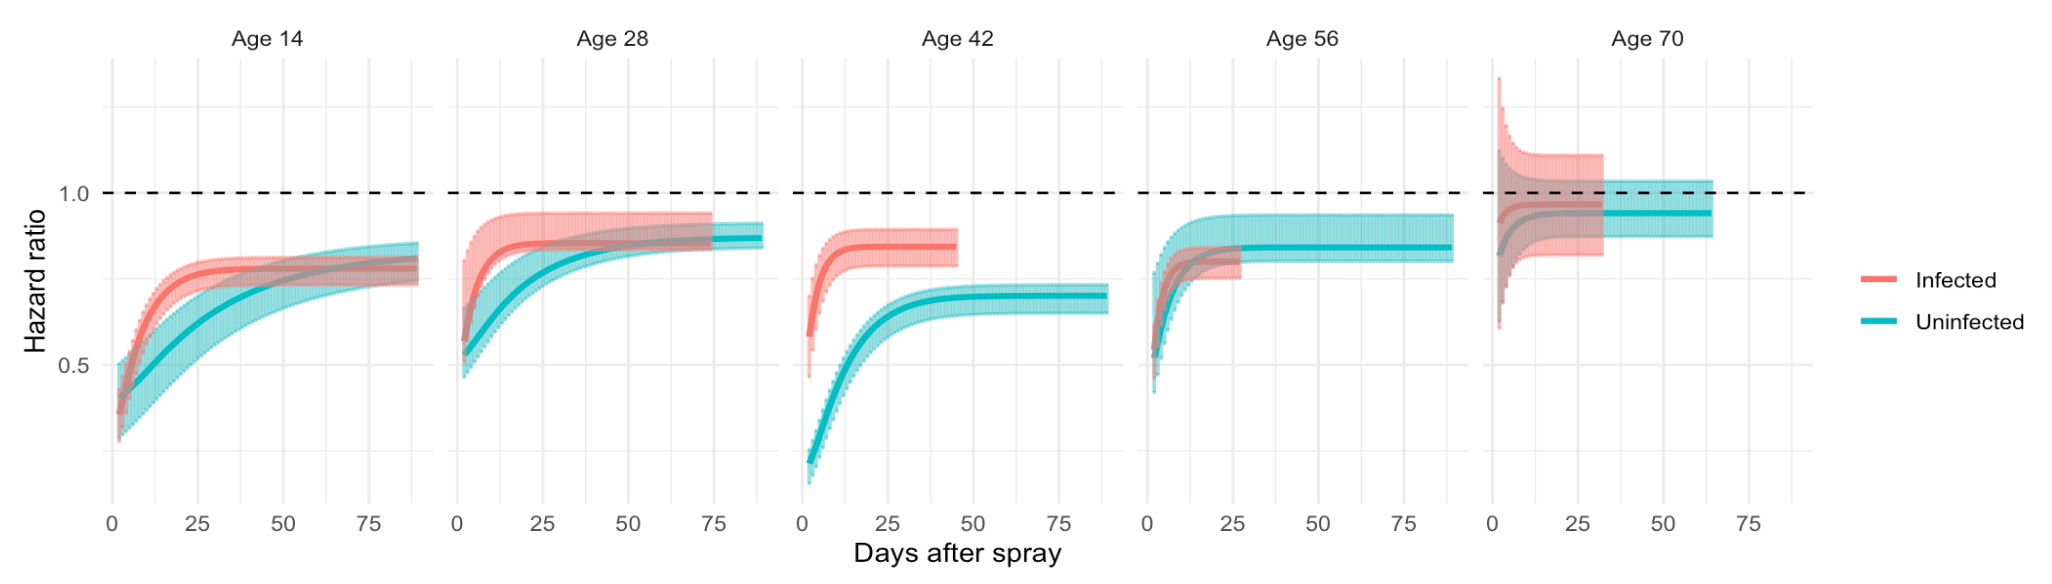 Age 14 Age 28 Age 42 Age 56 Age 70
Hazard ratio
1.0
0.5
Infected
Uninfected
0 25 50 75 0 25 50 75 0 25 50 75 0 25 50 75 0 25 50 75
Days after spray